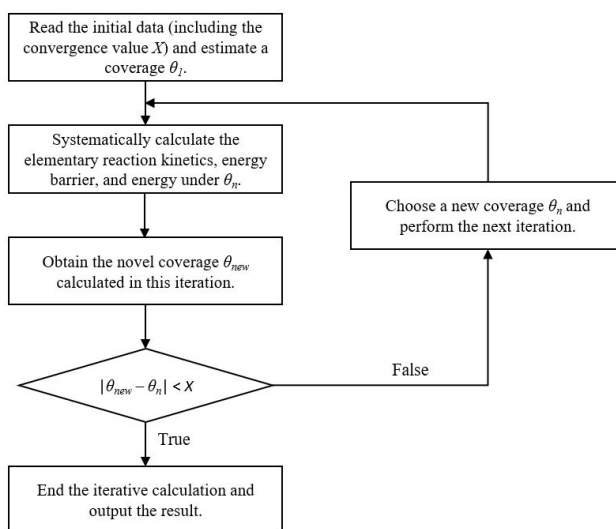 Read the initial data (including the
convergence value X) and estimate a
coverage θ1.
Systematically calculate the
elementary reaction kinetics, energy
barrier, and energy under θn.
Choose a new coverage θn and
perform the next iteration.
Obtain the novel coverage θnew
calculated in this iteration.
|θnew – θn| < X
False
True
End the iterative calculation and
output the result.